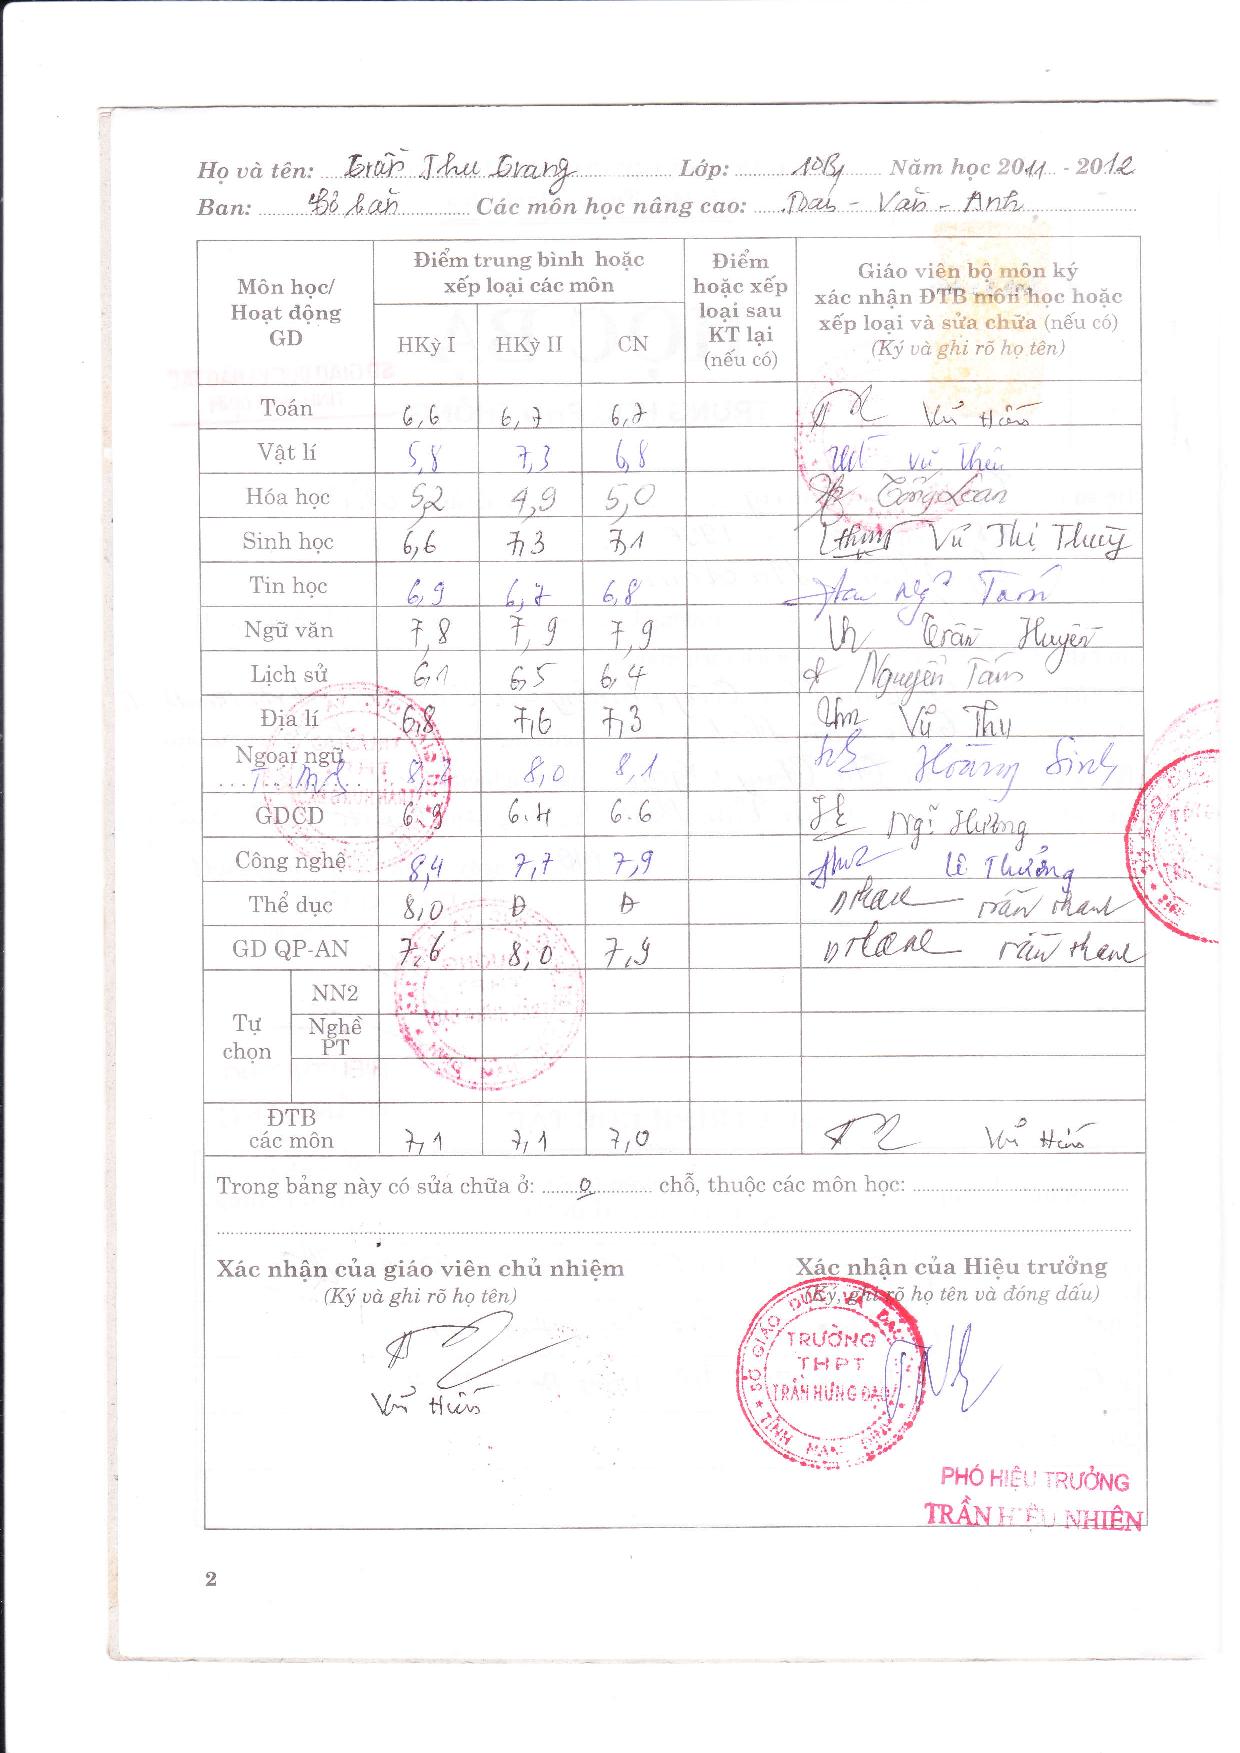 Họ và tên: Trần Thu Trang Lớp: 10B1 Năm học 2011 - 2012
Ban: Cơ bản Các môn học nâng cao: Toán - Văn - Anh
Môn học/ Hoạt động GD
Điểm trung bình hoặc xếp loại các môn
HKỳ I HKỳ II CN
Điểm hoặc xếp loại sau KT lại (nếu có)
Giáo viên bộ môn ký xác nhận ĐTB môn học hoặc xếp loại và sửa chữa (nếu có)
(Ký và ghi rõ họ tên)
Toán 6,6 6,7 6,7 Vũ Hiến
Vật lí 5,8 7,3 6,8 Vũ Thêu
Hóa học 5,2 4,9 5,0 Tống Loan
Sinh học 6,6 7,3 7,1 Vũ Thị Thuỳ
Tin học 6,9 6,7 6,8 Ng Tấm
Ngữ văn 7,8 7,9 7,9 Trần Huyền
Lịch sử 6,1 6,5 6,4 Nguyễn Tấm
Địa lí 6,8 7,6 7,3 Vũ Thu
Ngoại ngữ 8,0 8,1 Hoàng Sinh
GDCD 6.9 6.4 6.6 Ng Hường
Công nghệ 8,4 7,7 7,9 Lê Thưởng
Thể dục 8,0 Đ Đ Trần Thanh
GD QP-AN 7,6 8,0 7,9 Trần Thanh
Tự chọn
NN2
Nghề PT
ĐTB các môn 7,1 7,1 7,0 Vũ Hiến
Trong bảng này có sửa chữa ở: 0 chỗ, thuộc các môn học:
Xác nhận của giáo viên chủ nhiệm Xác nhận của Hiệu trưởng
(Ký và ghi rõ họ tên) (Ký, ghi rõ họ tên và đóng dấu)
SỞ GIÁO DỤC VÀ ĐÀO TẠO
TRƯỜNG
THPT
TRẦN HƯNG ĐẠO
TỈNH NAM ĐỊNH
Vũ Hiến
PHÓ HIỆU TRƯỞNG
TRẦN HIỆU NHIÊN
2